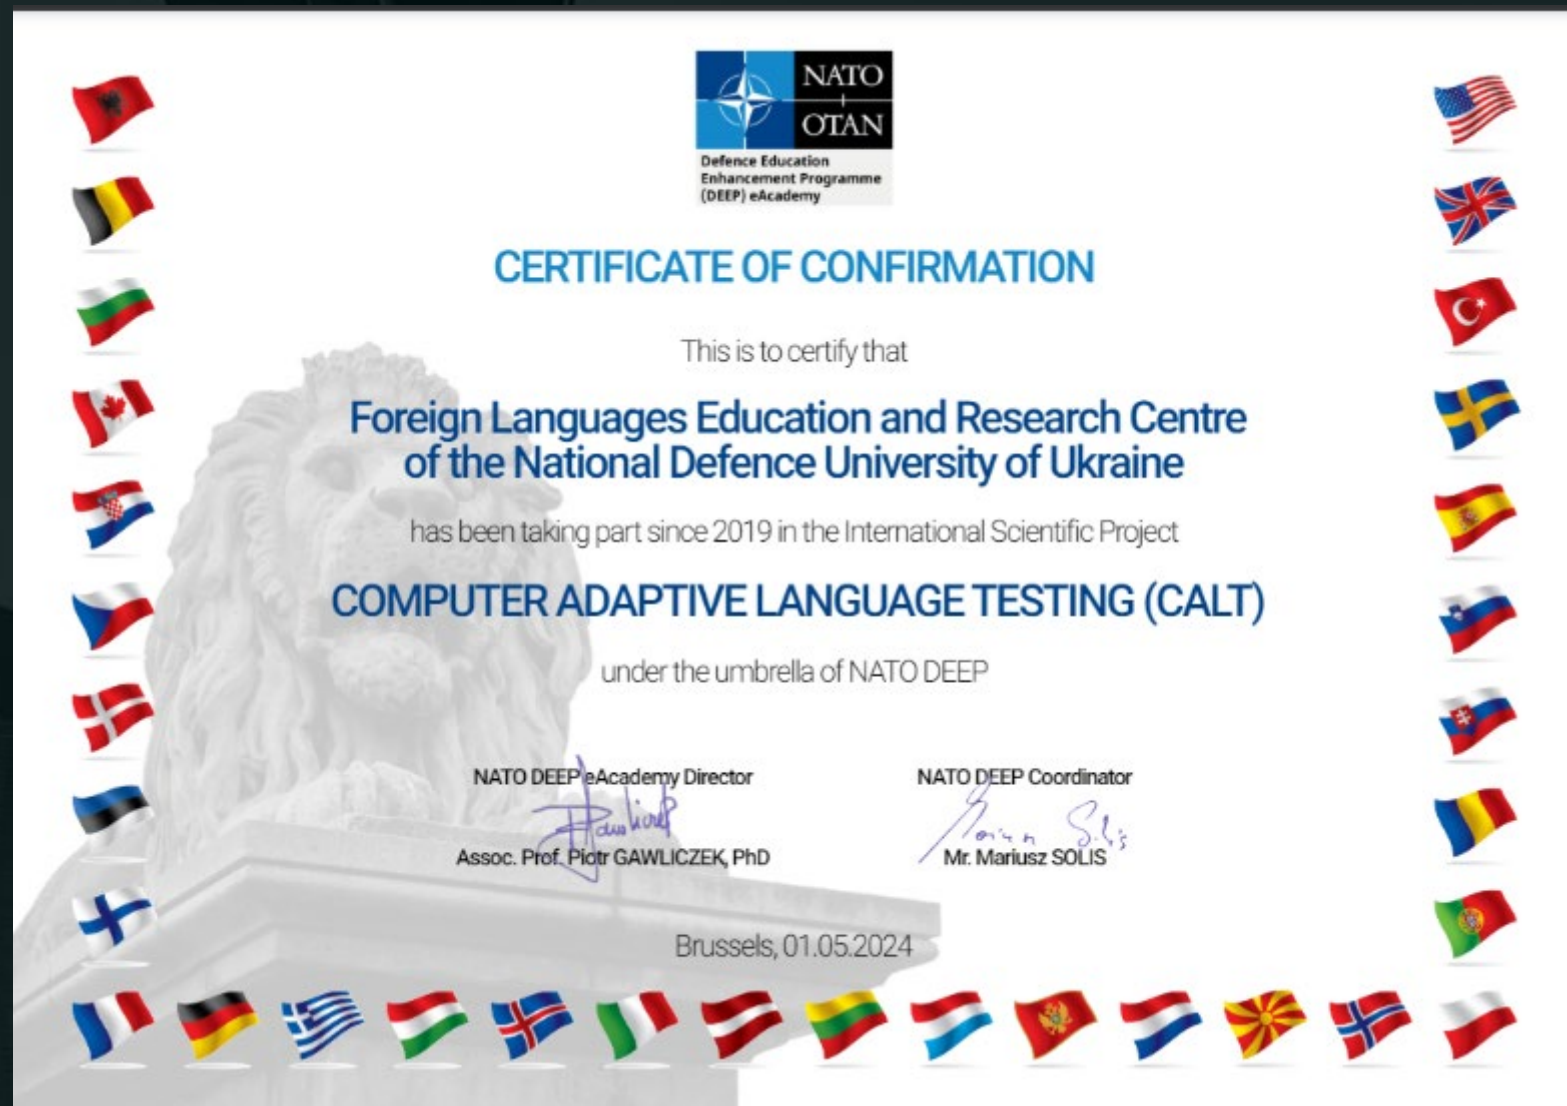 NATO
OTAN
Defence Education
Enhancement Programme
(DEEP) eAcademy
CERTIFICATE OF CONFIRMATION
This is to certify that
Foreign Languages Education and Research Centre
of the National Defence University of Ukraine
has been taking part since 2019 in the International Scientific Project
COMPUTER ADAPTIVE LANGUAGE TESTING (CALT)
under the umbrella of NATO DEEP
NATO DEEP eAcademy Director
Assoc. Prof. Piotr GAWLICZEK, PhD
NATO DEEP Coordinator
Mr. Mariusz SOLIS
Brussels, 01.05.2024